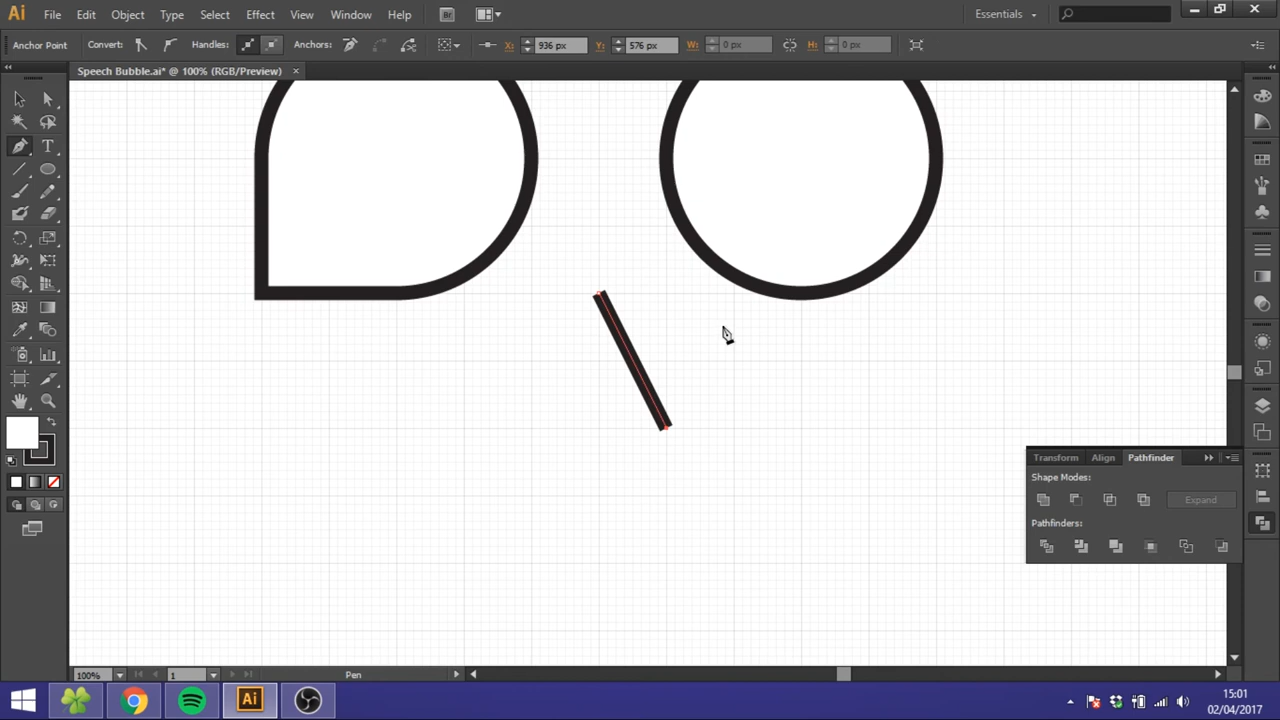 Ai File Edit Object Type Select Effect View Window Help Br Essentials
Anchor Point Convert: Handles: Anchors: X: 936 px Y: 576 px W: 0 px H: 0 px
Speech Bubble.ai* @ 100% (RGB/Preview) ×
T
Transform Align Pathfinder
Shape Modes:
Expand
Pathfinders:
100% 1 Pen
Ai
15:01
02/04/2017